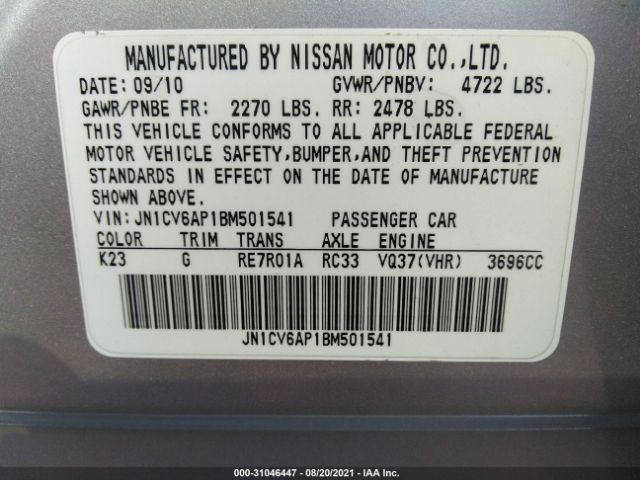 MANUFACTURED BY NISSAN MOTOR CO.,LTD.
DATE: 09/10 GVWR/PNBV: 4722 LBS.
GAWR/PNBE FR: 2270 LBS. RR: 2478 LBS.
THIS VEHICLE CONFORMS TO ALL APPLICABLE FEDERAL
MOTOR VEHICLE SAFETY,BUMPER,AND THEFT PREVENTION
STANDARDS IN EFFECT ON THE DATE OF MANUFACTURE
SHOWN ABOVE.
VIN:JN1CV6AP1BM501541 PASSENGER CAR
COLOR TRIM TRANS AXLE ENGINE
K23 G RE7R01A RC33 VQ37(VHR) 3696CC
JN1CV6AP1BM501541
000-31046447 - 08/20/2021 - IAA Inc.